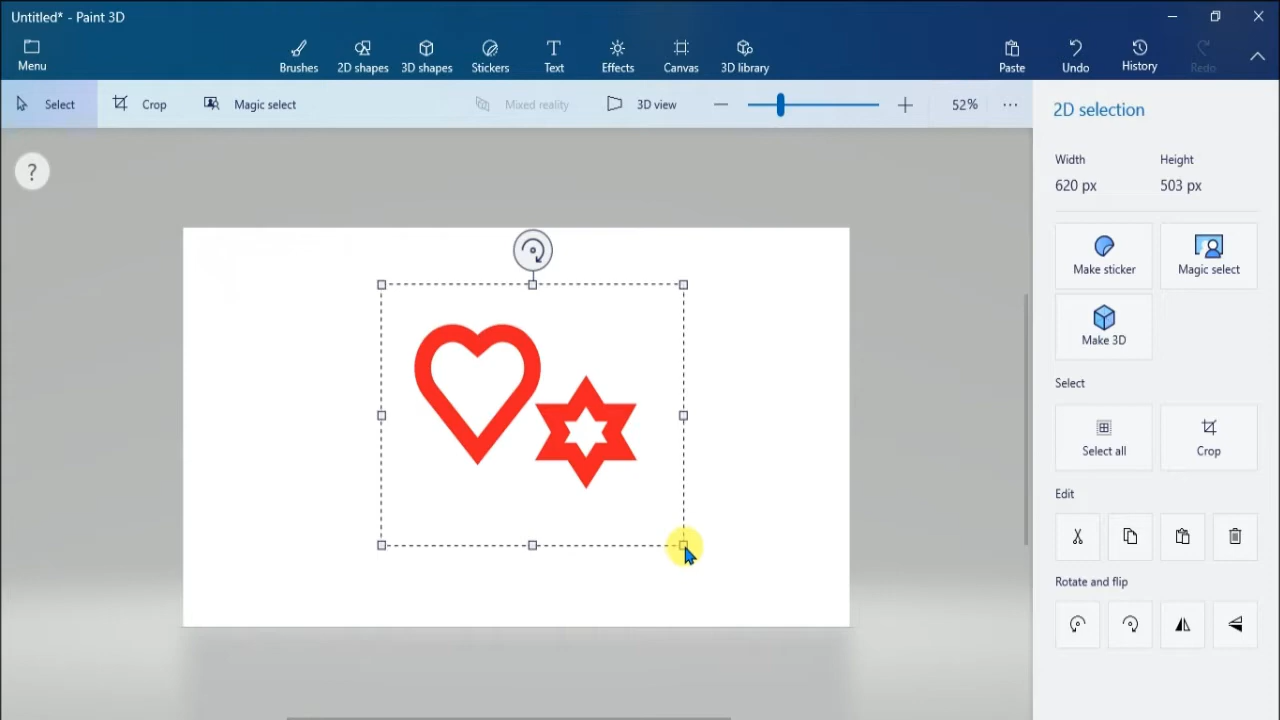 Untitled* - Paint 3D
Menu
Brushes
2D shapes
3D shapes
Stickers
Text
Effects
Canvas
3D library
Paste
Undo
History
Redo
Select
Crop
Magic select
Mixed reality
3D view
52%
?
2D selection
Width
Height
620 px
503 px
Make sticker
Magic select
Make 3D
Select
Select all
Crop
Edit
Rotate and flip